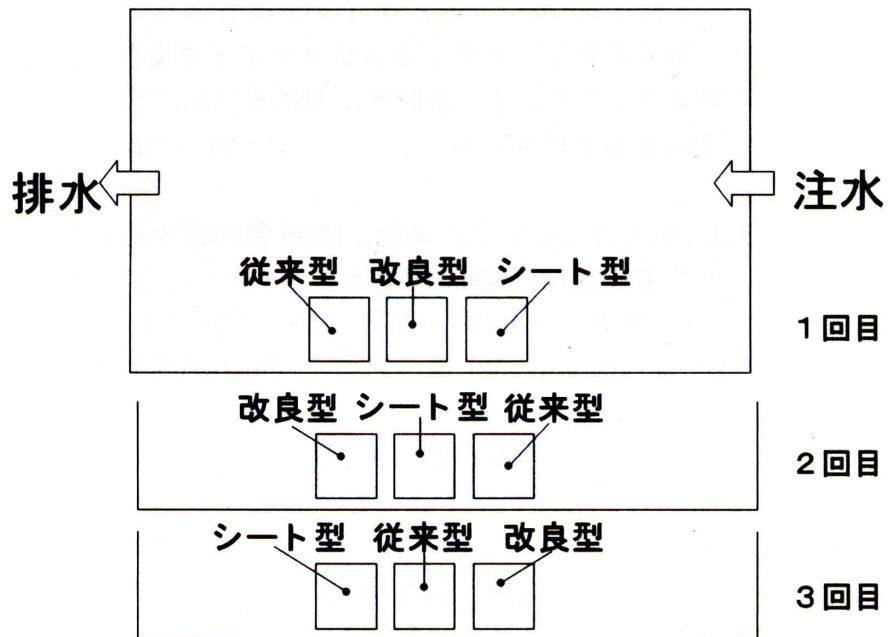 排水 注水
従来型 改良型 シート型
1回目
改良型 シート型 従来型
2回目
シート型 従来型 改良型
3回目